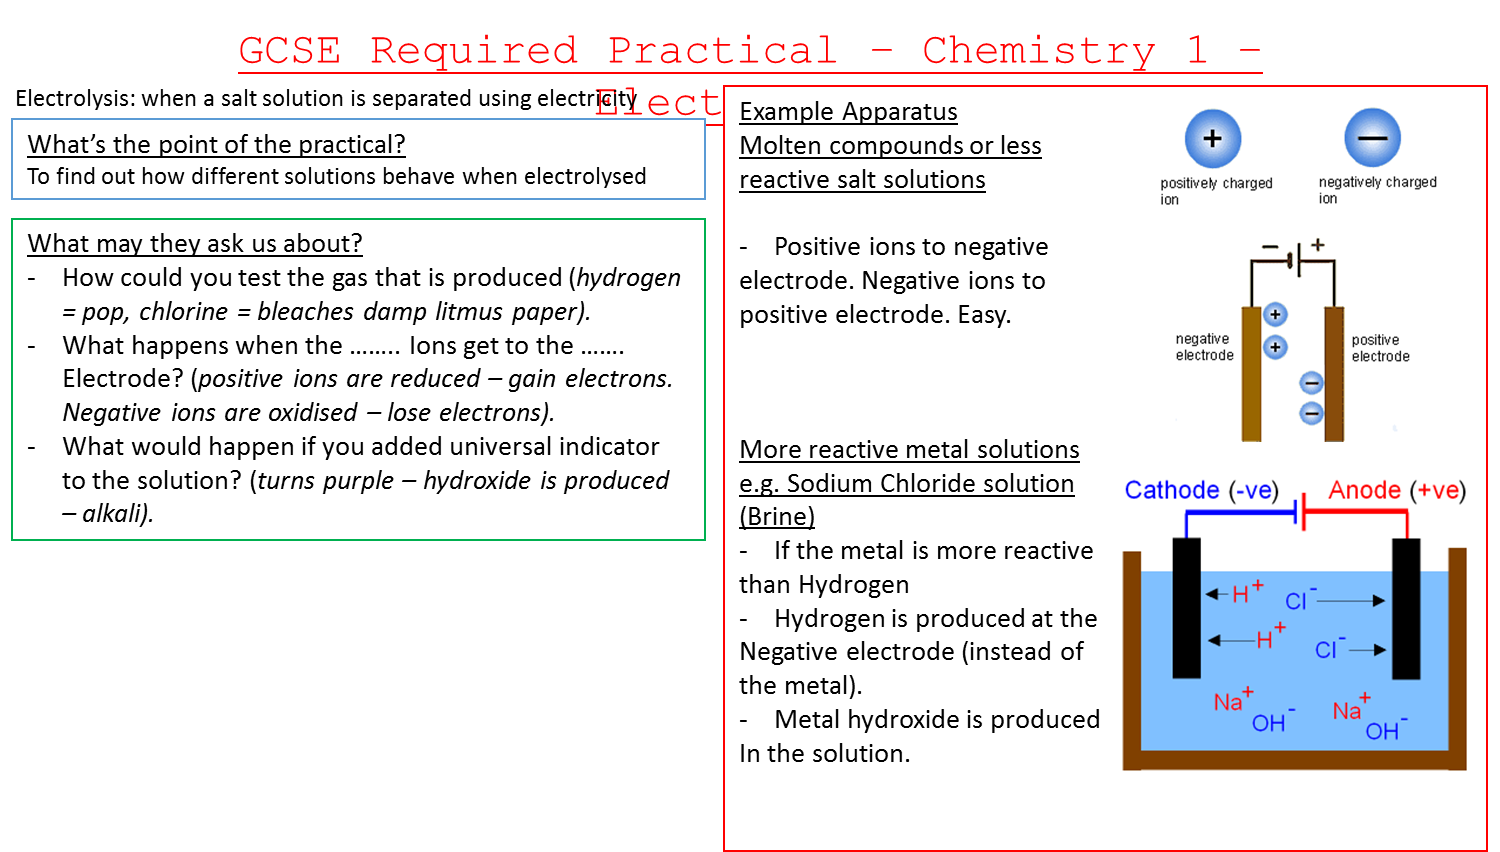 GCSE Required Practical – Chemistry 1 –
Elect
Electrolysis: when a salt solution is separated using electricity
What’s the point of the practical?
To find out how different solutions behave when electrolysed
What may they ask us about?
- How could you test the gas that is produced (hydrogen
= pop, chlorine = bleaches damp litmus paper).
- What happens when the …….. Ions get to the …….
Electrode? (positive ions are reduced – gain electrons.
Negative ions are oxidised – lose electrons).
- What would happen if you added universal indicator
to the solution? (turns purple – hydroxide is produced
– alkali).
Example Apparatus
Molten compounds or less
reactive salt solutions
- Positive ions to negative
electrode. Negative ions to
positive electrode. Easy.
+
−
positively charged
ion
negatively charged
ion
− +
+
+
−
−
negative
electrode
positive
electrode
More reactive metal solutions
e.g. Sodium Chloride solution
(Brine)
- If the metal is more reactive
than Hydrogen
- Hydrogen is produced at the
Negative electrode (instead of
the metal).
- Metal hydroxide is produced
In the solution.
Cathode (-ve) Anode (+ve)
H+ Cl-
H+ Cl-
Na+ OH- Na+ OH-